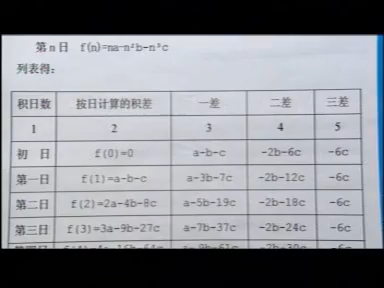 第n日 f(n)=na-n²b-n³c
列表得:
积日数 按日计算的积差 一差 二差 三差
1 2 3 4 5
初 日 f(0)=0 a-b-c -2b-6c -6c
第一日 f(1)=a-b-c a-3b-7c -2b-12c -6c
第二日 f(2)=2a-4b-8c a-5b-19c -2b-18c -6c
第三日 f(3)=3a-9b-27c a-7b-37c -2b-24c -6c